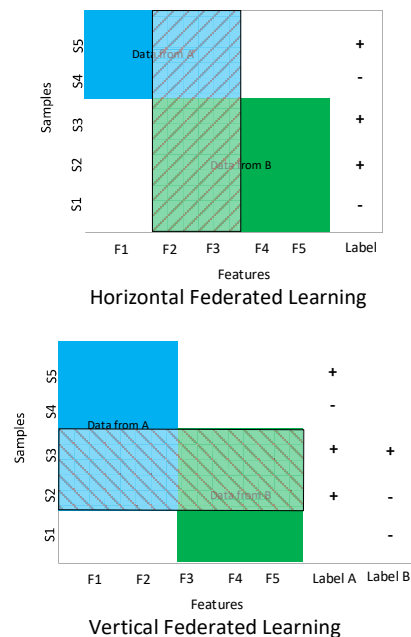 S5
Data from A
+
S4
-
S3
+
Samples
S2
Data from B
+
S1
-
F1 F2 F3 F4 F5 Label
Features
Horizontal Federated Learning
S5
+
S4
-
Data from A
S3
+ +
Samples
S2
Data from B
+ -
S1
-
F1 F2 F3 F4 F5 Label A Label B
Features
Vertical Federated Learning